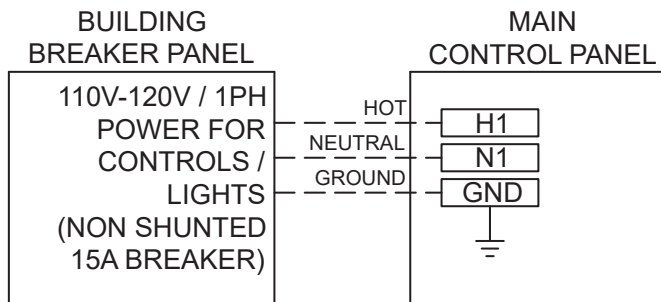 BUILDING
BREAKER PANEL
110V-120V / 1PH
POWER FOR
CONTROLS /
LIGHTS
(NON SHUNTED
15A BREAKER)
HOT
NEUTRAL
GROUND
MAIN
CONTROL PANEL
H1
N1
GND